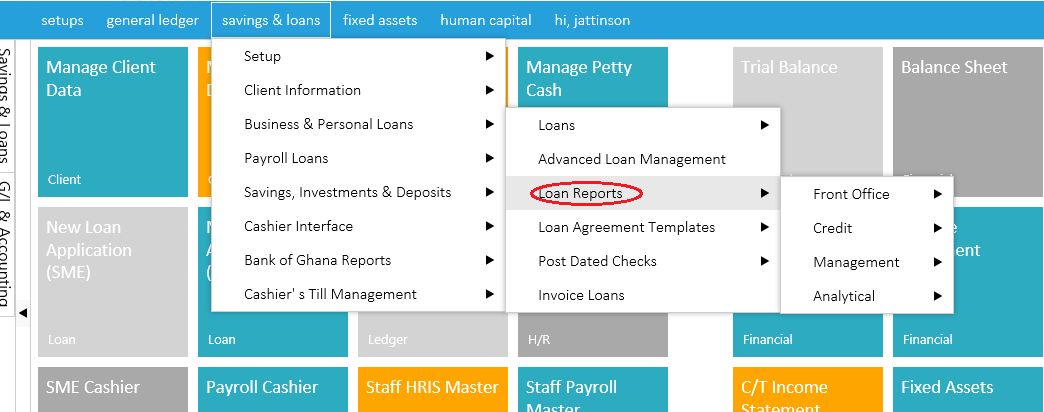 setups
general ledger
savings & loans
fixed assets
human capital
hi, jattinson
Savings & Loans
G/L & Accounting
Manage Client
Data
Client
Setup
Client Information
Business & Personal Loans
Payroll Loans
Savings, Investments & Deposits
Cashier Interface
Bank of Ghana Reports
Cashier' s Till Management
Manage Petty
Cash
Loans
Advanced Loan Management
Loan Reports
Loan Agreement Templates
Post Dated Checks
Invoice Loans
Trial Balance
Balance Sheet
Front Office
Credit
Management
Analytical
New Loan
Application
(SME)
Loan
Loan
Ledger
H/R
Financial
Financial
SME Cashier
Payroll Cashier
Staff HRIS Master
Staff Payroll
Master
C/T Income
Statement
Fixed Assets